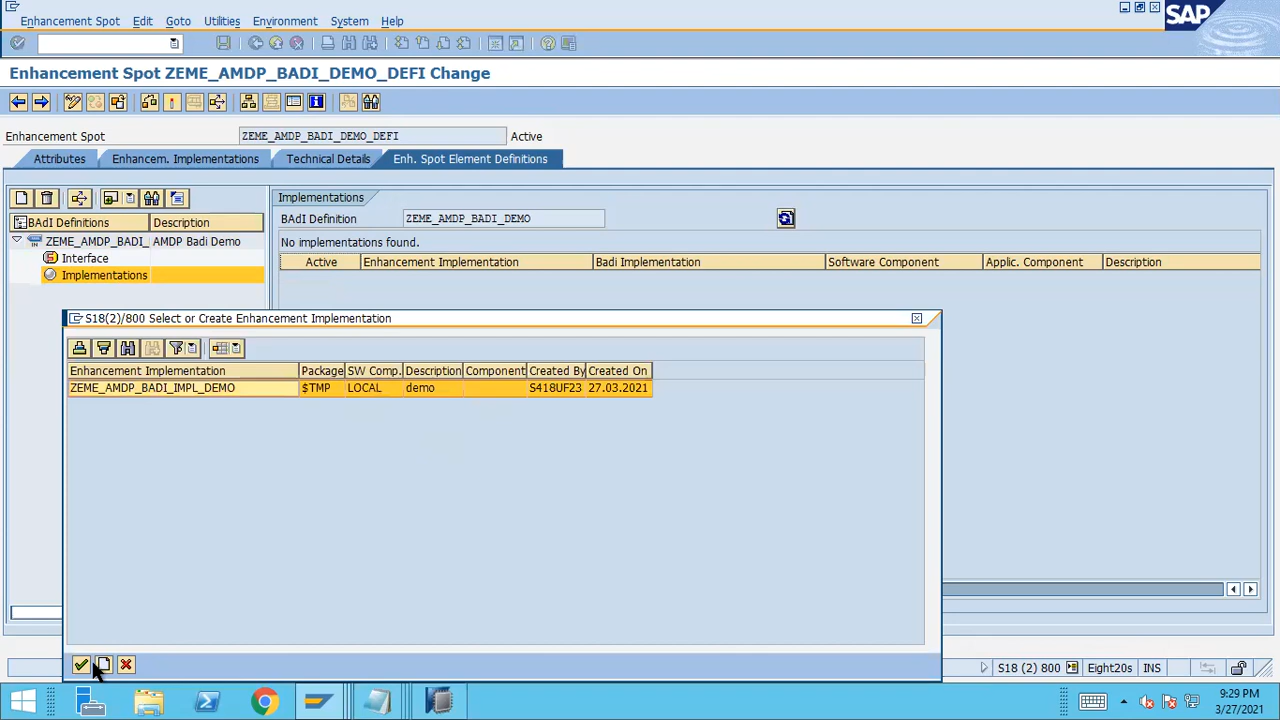 Enhancement Spot Edit Goto Utilities Environment System Help
SAP
Enhancement Spot ZEME_AMDP_BADI_DEMO_DEFI Change
Enhancement Spot ZEME_AMDP_BADI_DEMO_DEFI Active
Attributes Enhancem. Implementations Technical Details Enh. Spot Element Definitions
Implementations
BAdI Definitions Description
BAdI Definition ZEME_AMDP_BADI_DEMO
ZEME_AMDP_BADI_ AMDP Badi Demo
No implementations found.
Interface
Active Enhancement Implementation Badi Implementation Software Component Applic. Component Description
Implementations
S18(2)/800 Select or Create Enhancement Implementation
Enhancement Implementation Package SW Comp. Description Component Created By Created On
ZEME_AMDP_BADI_IMPL_DEMO $TMP LOCAL demo S418UF23 27.03.2021
S18 (2) 800 Eight20s INS
9:29 PM
3/27/2021